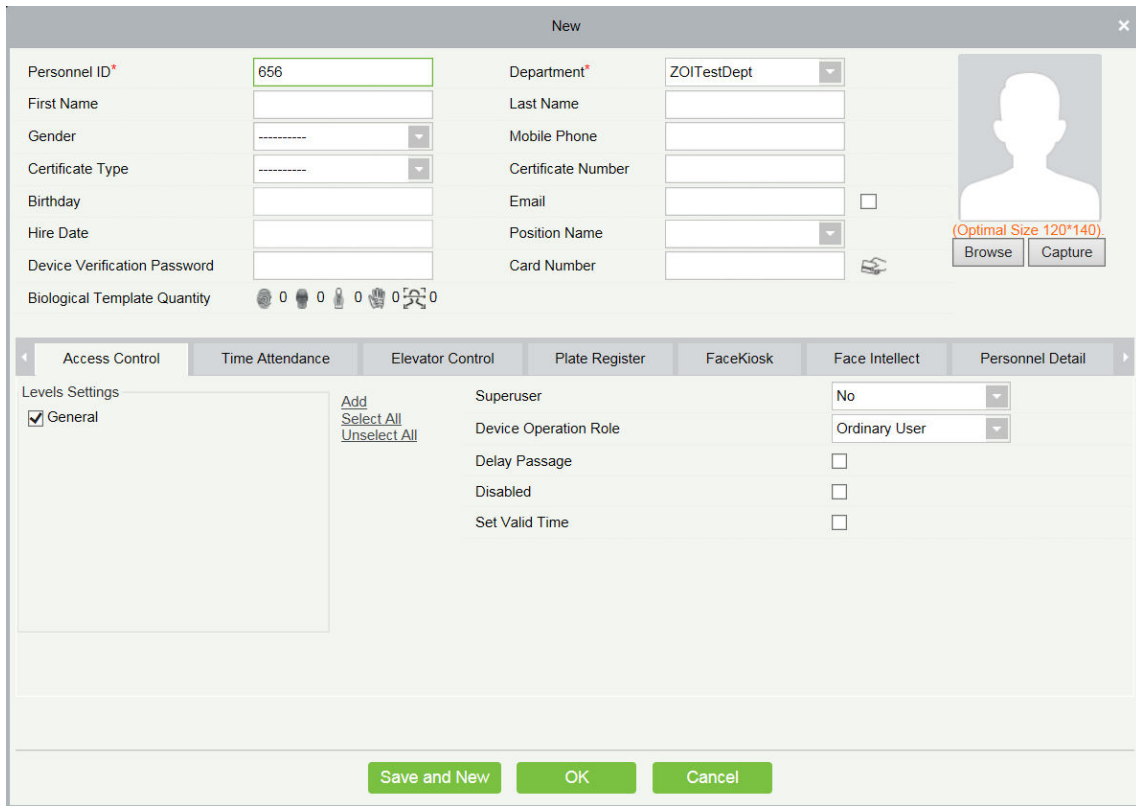 New ×
Personnel ID* 656 Department* ZOITestDept
First Name Last Name
Gender ---------- Mobile Phone
Certificate Type ---------- Certificate Number
Birthday Email
Hire Date Position Name (Optimal Size 120*140).
Device Verification Password Card Number Browse Capture
Biological Template Quantity 0 0 0 0 0
Access Control Time Attendance Elevator Control Plate Register FaceKiosk Face Intellect Personnel Detail
Levels Settings
General
Add
Select All
Unselect All
Superuser No
Device Operation Role Ordinary User
Delay Passage
Disabled
Set Valid Time
Save and New OK Cancel